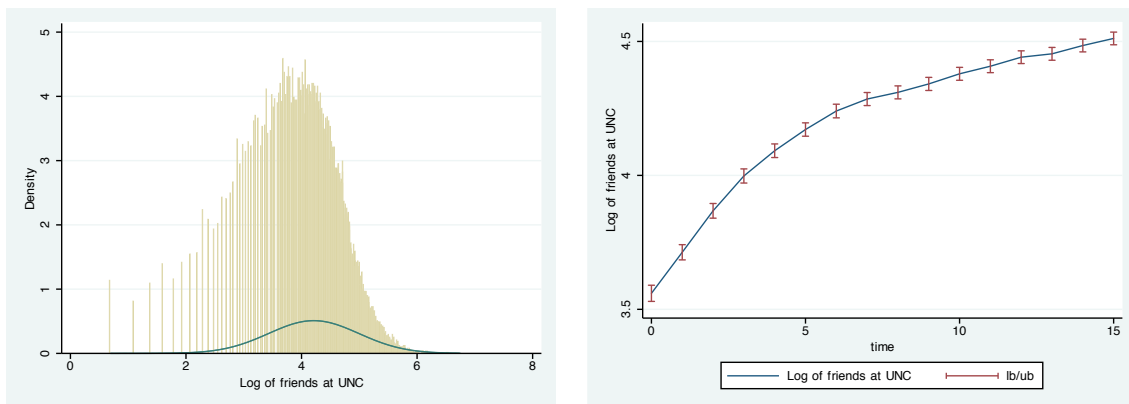 Density
5
4
3
2
1
0
0 2 4 6 8
Log of friends at UNC
Log of friends at UNC
4.5
4
3.5
0 5 10 15
time
Log of friends at UNC lb/ub